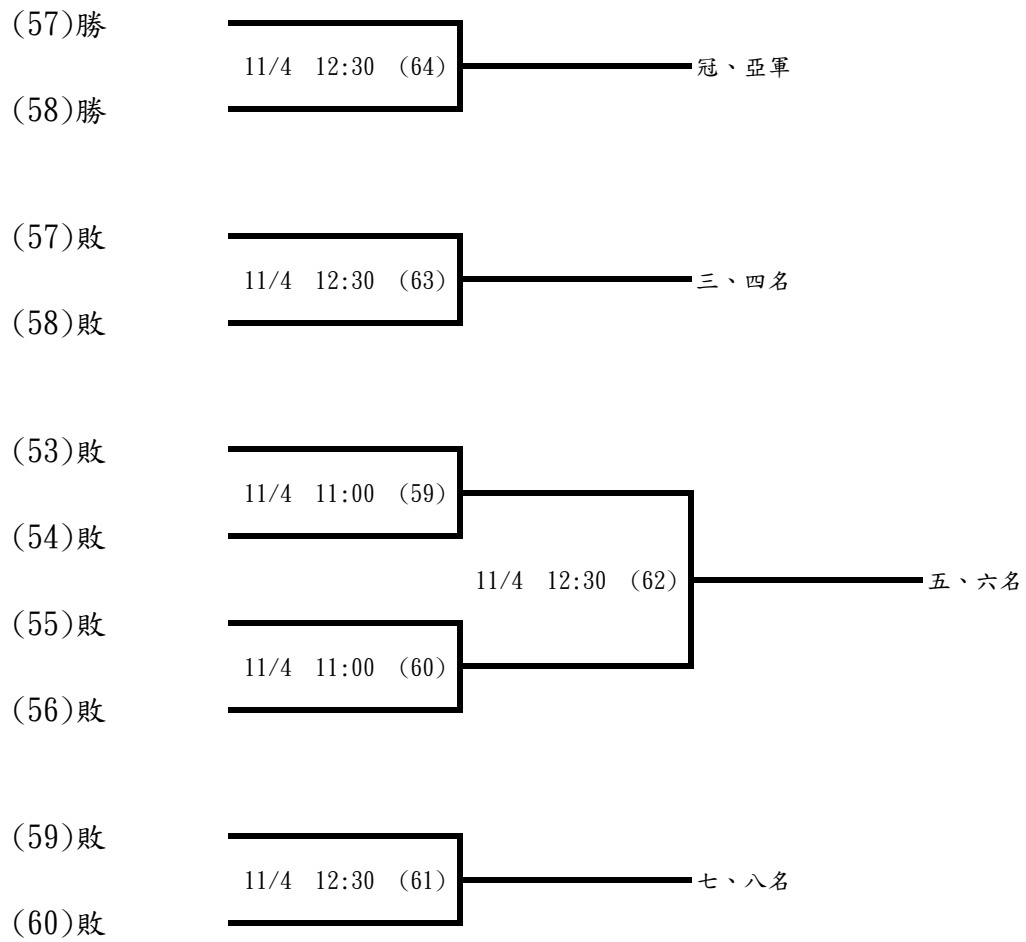 (57)勝
11/4 12:30 (64)
冠、亞軍
(58)勝
(57)敗
11/4 12:30 (63)
三、四名
(58)敗
(53)敗
11/4 11:00 (59)
(54)敗
11/4 12:30 (62)
五、六名
(55)敗
11/4 11:00 (60)
(56)敗
(59)敗
11/4 12:30 (61)
七、八名
(60)敗